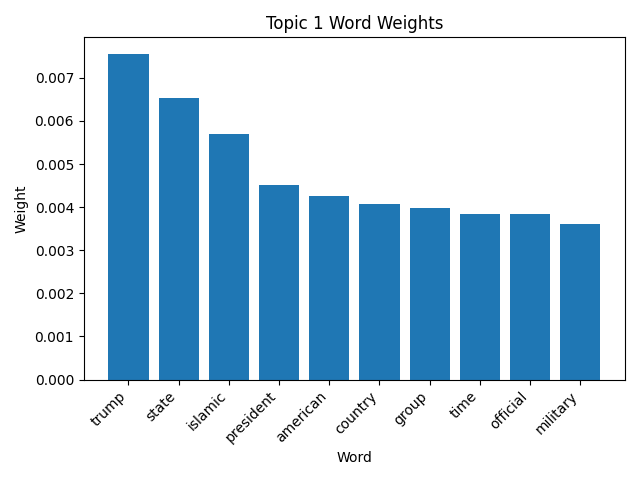 Topic 1 Word Weights
Weight
0.007
0.006
0.005
0.004
0.003
0.002
0.001
0.000
trump
state
islamic
president
american
country
group
time
official
military
Word